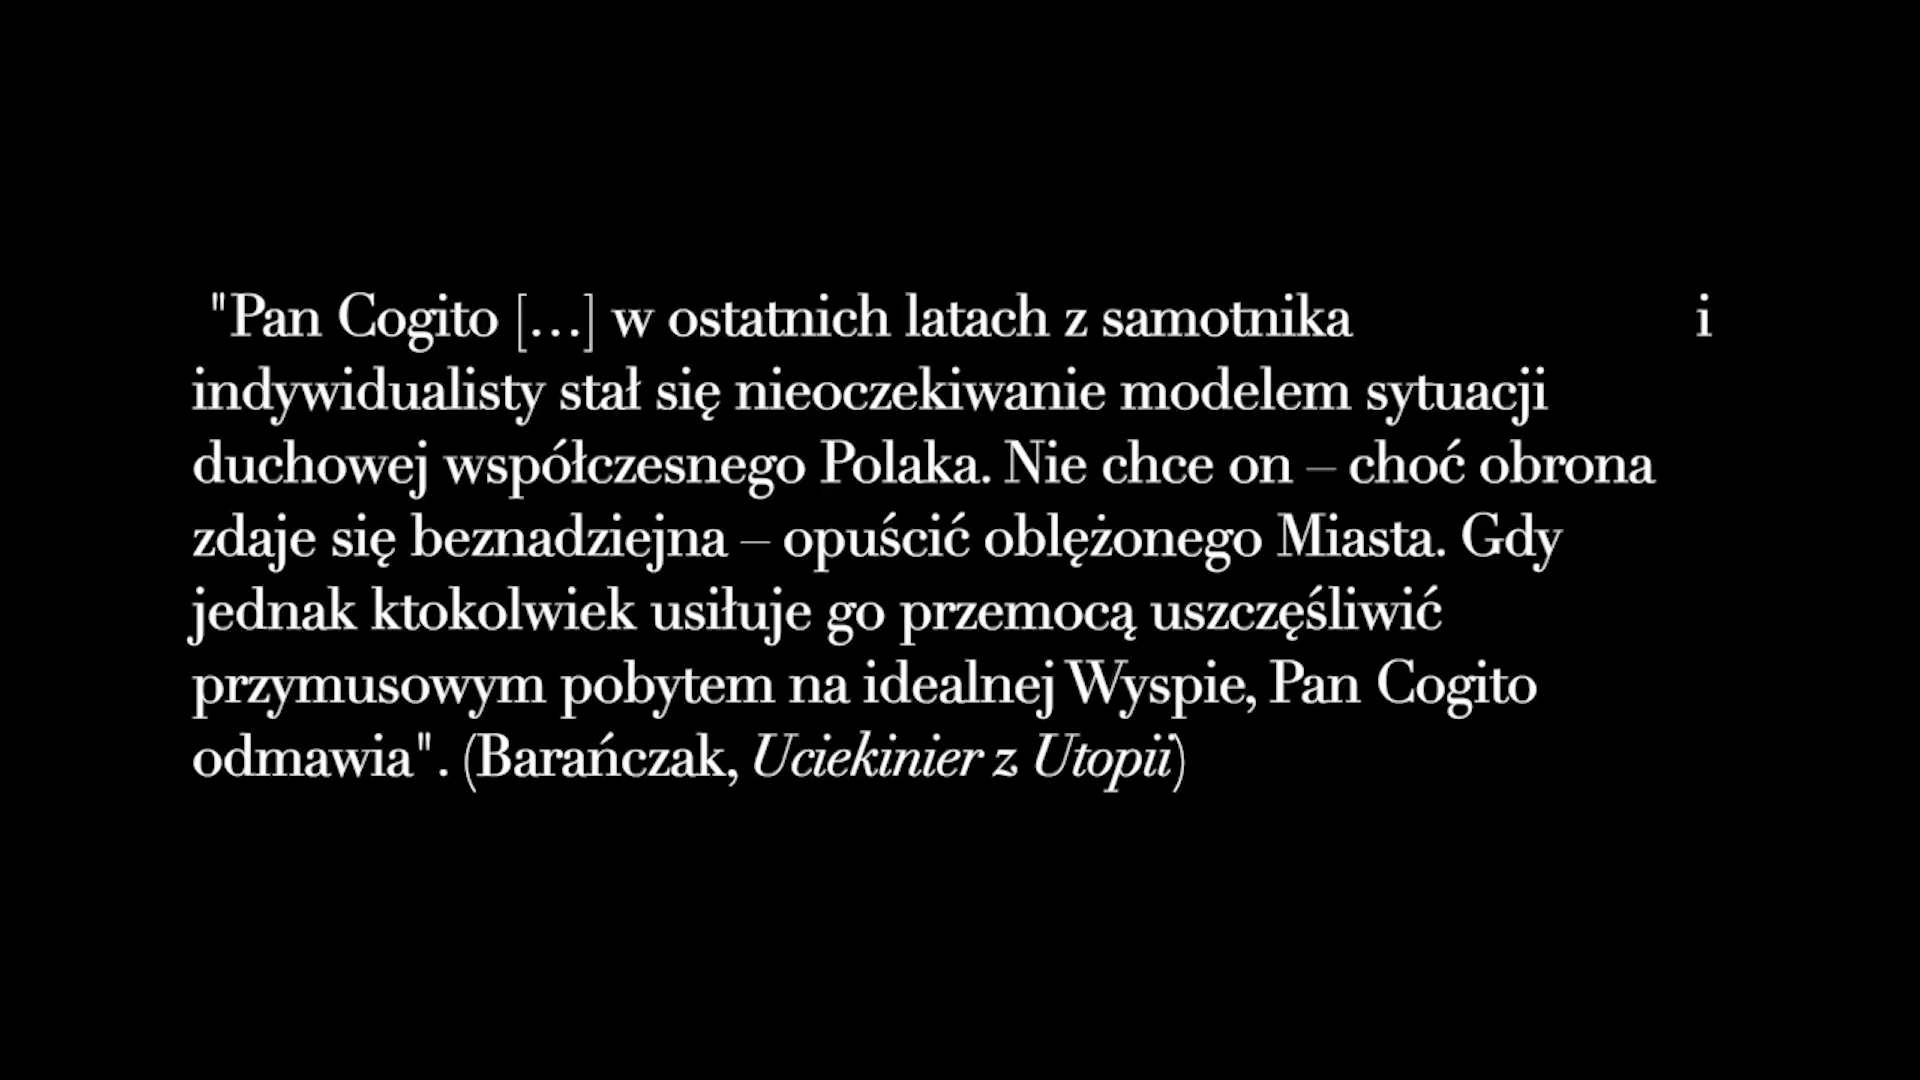 "Pan Cogito […] w ostatnich latach z samotnika i
indywidualisty stał się nieoczekiwanie modelem sytuacji
duchowej współczesnego Polaka. Nie chce on – choć obrona
zdaje się beznadziejna – opuścić oblężonego Miasta. Gdy
jednak ktokolwiek usiłuje go przemocą uszczęśliwić
przymusowym pobytem na idealnej Wyspie, Pan Cogito
odmawia". (Barańczak, Uciekinier z Utopii)